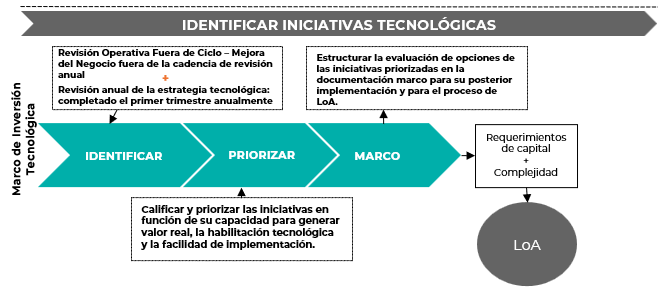 IDENTIFICAR INICIATIVAS TECNOLÓGICAS
Revisión Operativa Fuera de Ciclo – Mejora
del Negocio fuera de la cadencia de revisión
anual
+
Revisión anual de la estrategia tecnológica:
completado el primer trimestre anualmente
Estructurar la evaluación de opciones de
las iniciativas priorizadas en la
documentación marco para su posterior
implementación y para el proceso de
LoA.
Marco de Inversión
Tecnológica
IDENTIFICAR
PRIORIZAR
MARCO
Requerimientos
de capital
+
Complejidad
Calificar y priorizar las iniciativas en
función de su capacidad para generar
valor real, la habilitación tecnológica
y la facilidad de implementación.
LoA